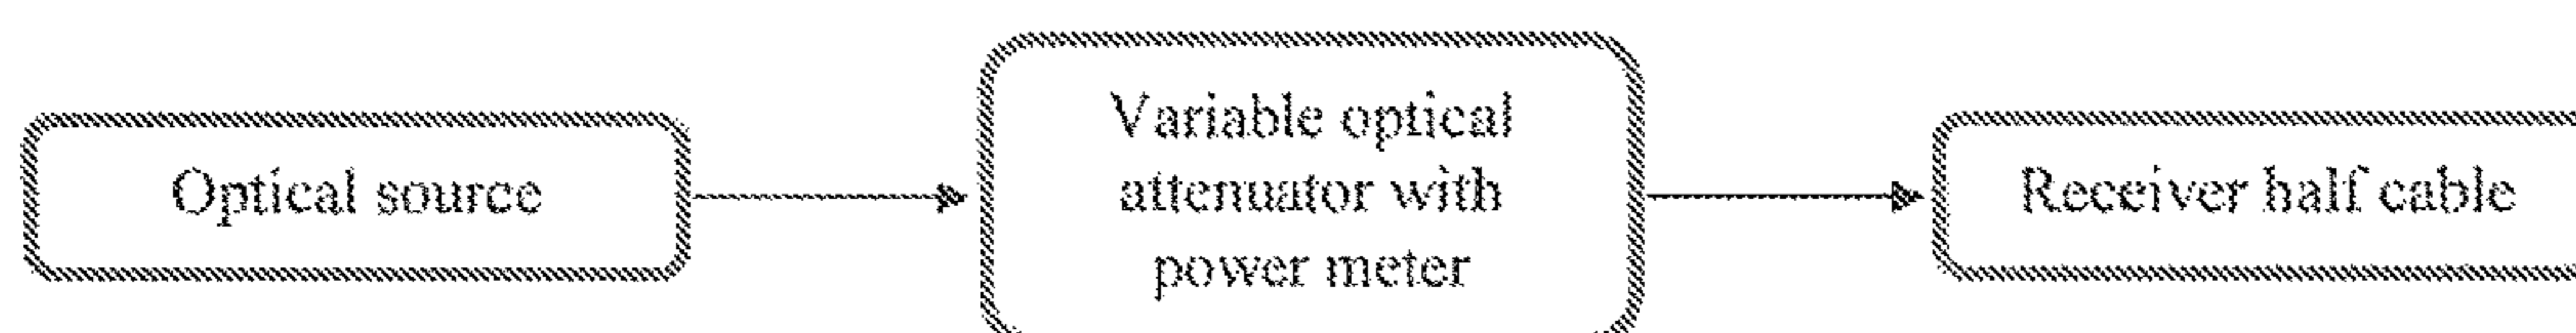 Optical source
Variable optical
attenuator with
power meter
Receiver half cable